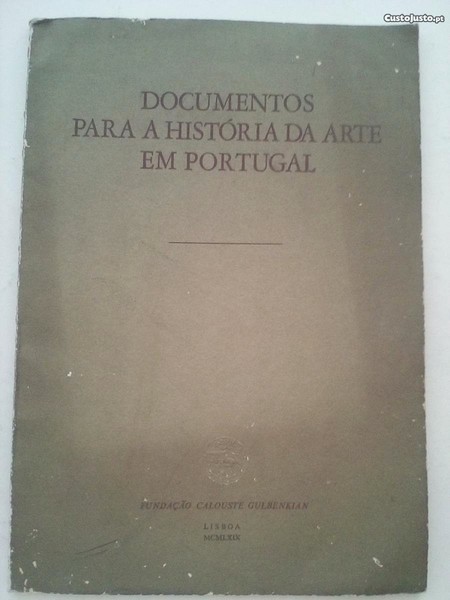 CustoJusto.pt
DOCUMENTOS
PARA A HISTÓRIA DA ARTE
EM PORTUGAL
FUNDAÇÃO CALOUSTE GULBENKIAN
LISBOA
MCMLXIX